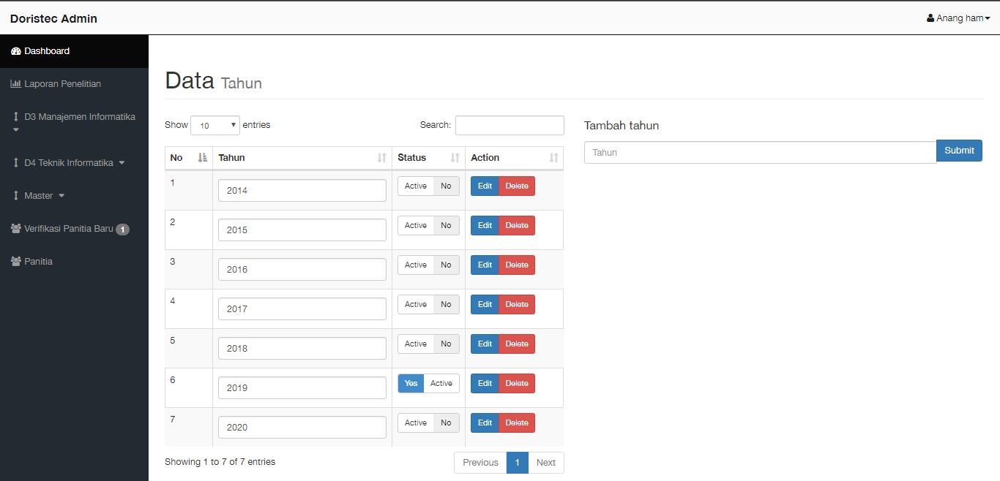 Doristec Admin
Anang ham
Dashboard
Laporan Penelitian
D3 Manajemen Informatika
D4 Teknik Informatika
Master
Verifikasi Panitia Baru 1
Panitia
Data Tahun
Show 10 entries
Search:
No Tahun Status Action
1 2014 Active No Edit Delete
2 2015 Active No Edit Delete
3 2016 Active No Edit Delete
4 2017 Active No Edit Delete
5 2018 Active No Edit Delete
6 2019 Yes Active Edit Delete
7 2020 Active No Edit Delete
Showing 1 to 7 of 7 entries
Previous 1 Next
Tambah tahun
Tahun Submit